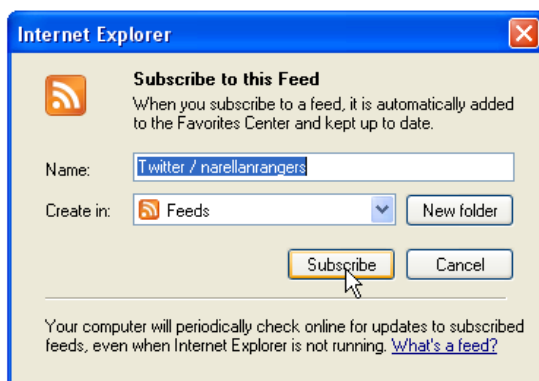 Internet Explorer
Subscribe to this Feed
When you subscribe to a feed, it is automatically added
to the Favorites Center and kept up to date.
Name: Twitter / narellanrangers
Create in: Feeds New folder
Subscribe Cancel
Your computer will periodically check online for updates to subscribed
feeds, even when Internet Explorer is not running. What's a feed?